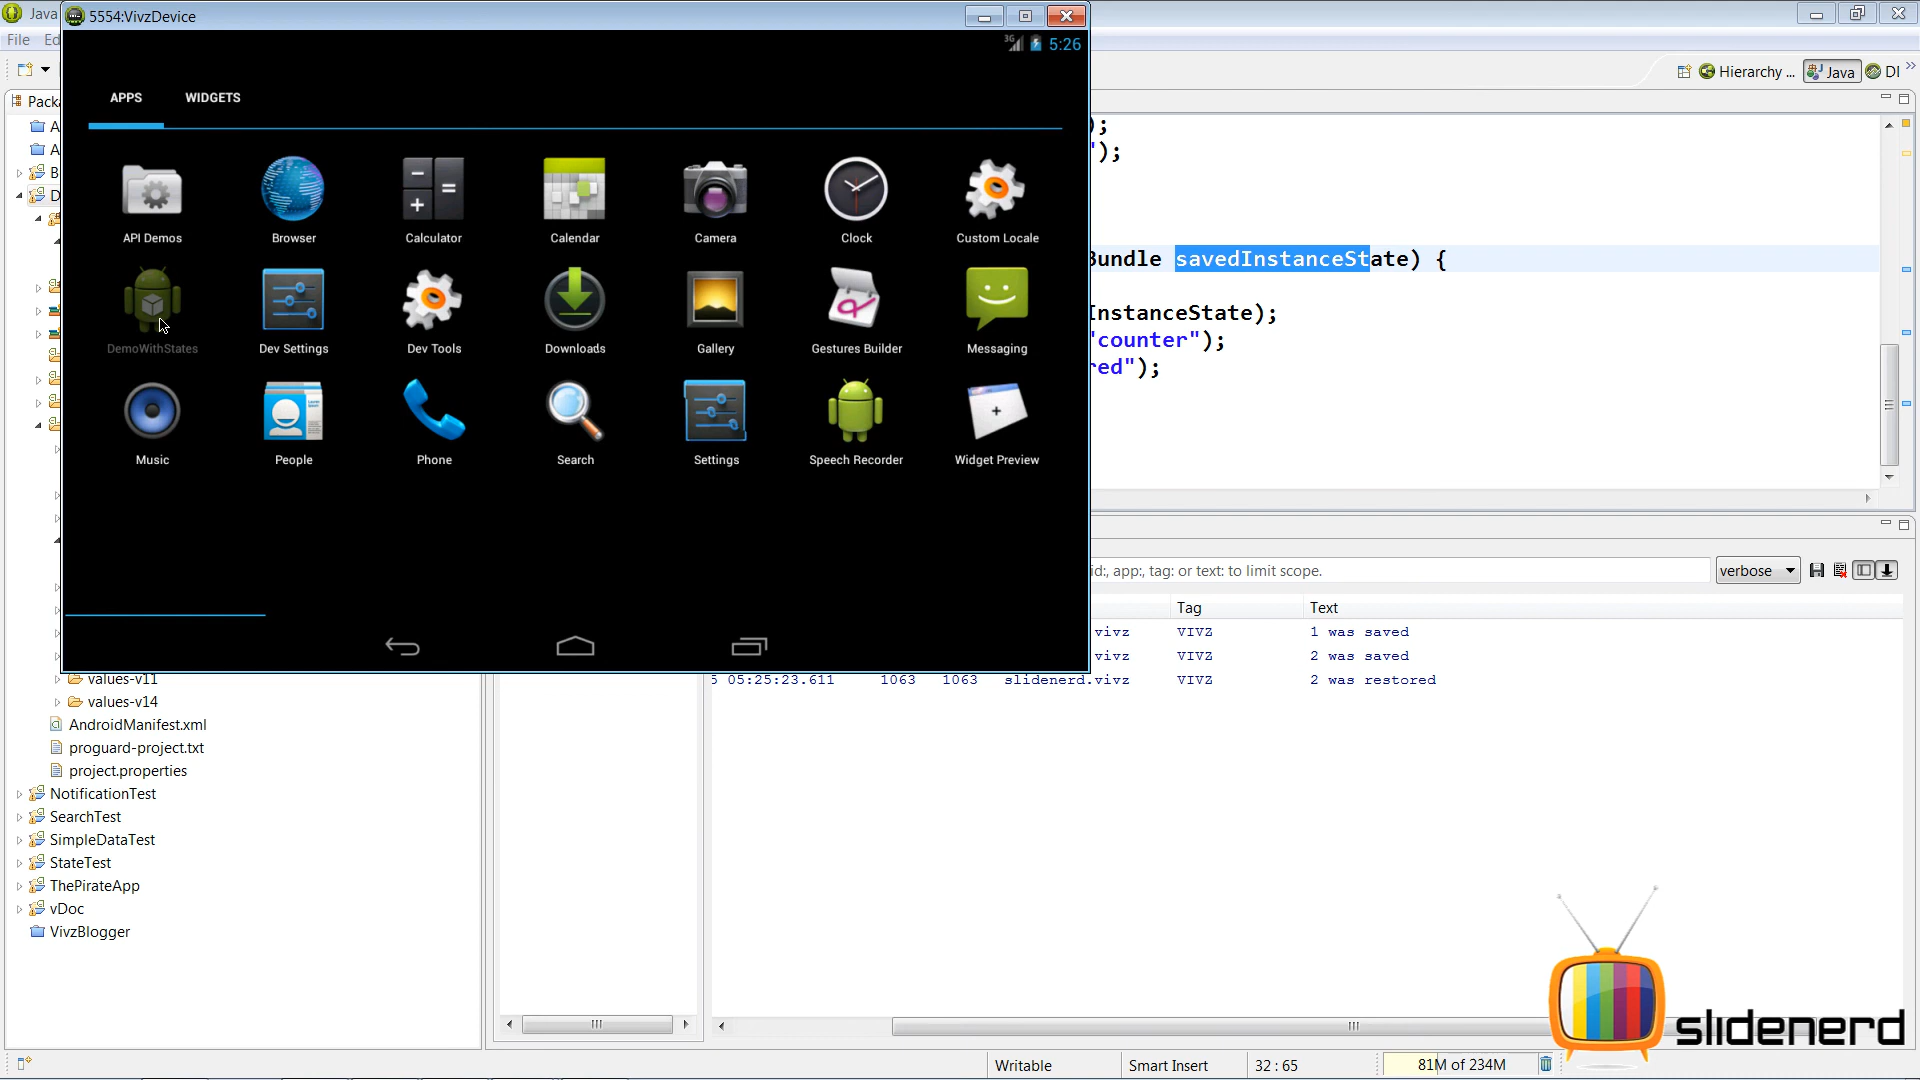 Java
5554:VivzDevice
File Ed
3G 5:26
APPS WIDGETS
Hierarchy ... Java DI
Packa
A
A
B
D
API Demos Browser Calculator Calendar Camera Clock Custom Locale
DemoWithStates Dev Settings Dev Tools Downloads Gallery Gestures Builder Messaging
Music People Phone Search Settings Speech Recorder Widget Preview
);
");
Bundle savedInstanceState) {
InstanceState);
"counter");
red");
id:, app:, tag: or text: to limit scope. verbose
Tag Text
vivz VIVZ 1 was saved
vivz VIVZ 2 was saved
5 05:25:23.611 1063 1063 slidenerd.vivz VIVZ 2 was restored
values-v11
values-v14
AndroidManifest.xml
proguard-project.txt
project.properties
NotificationTest
SearchTest
SimpleDataTest
StateTest
ThePirateApp
vDoc
VivzBlogger
slidenerd
Writable Smart Insert 32 : 65 81M of 234M